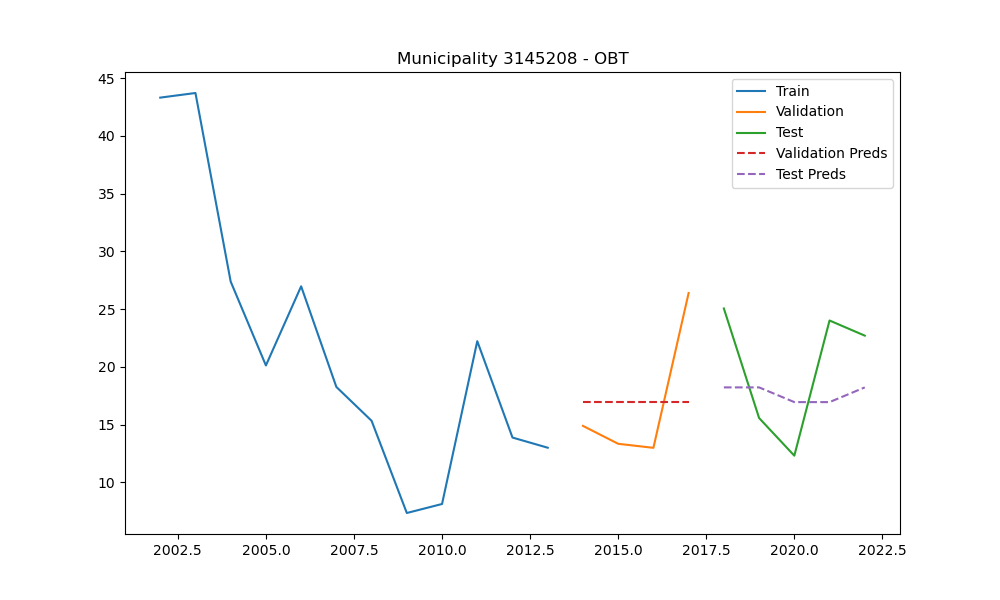 Municipality 3145208 - OBT
Train
Validation
Test
Validation Preds
Test Preds
45
40
35
30
25
20
15
10
2002.5 2005.0 2007.5 2010.0 2012.5 2015.0 2017.5 2020.0 2022.5